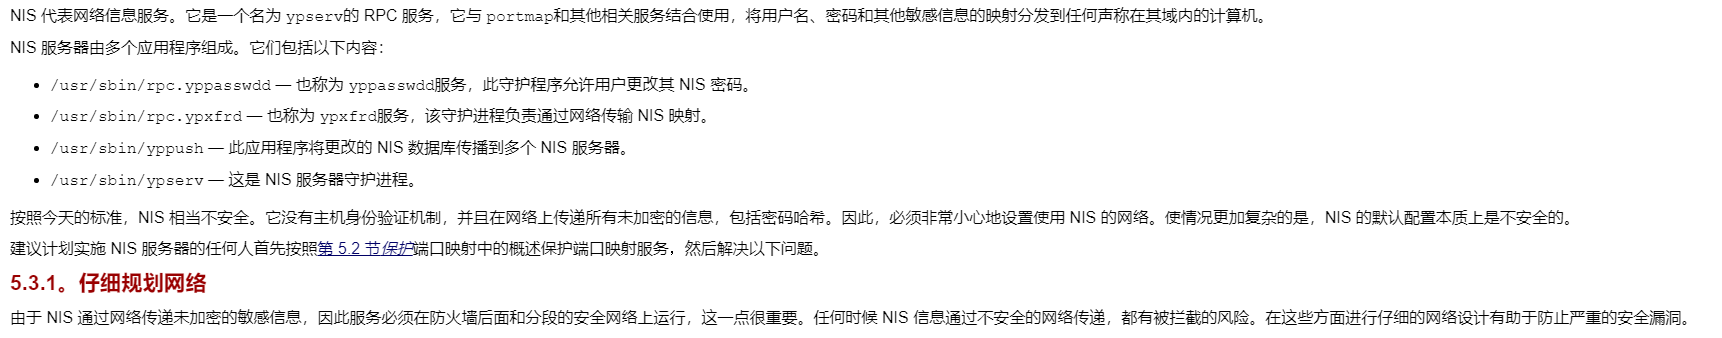 NIS 代表网络信息服务。它是一个名为 ypserv的 RPC 服务，它与 portmap和其他相关服务结合使用，将用户名、密码和其他敏感信息的映射分发到任何声称在其域内的计算机。
NIS 服务器由多个应用程序组成。它们包括以下内容：
• /usr/sbin/rpc.yppasswdd — 也称为 yppasswdd服务，此守护程序允许用户更改其 NIS 密码。
• /usr/sbin/rpc.ypxfrd — 也称为 ypxfrd服务，该守护进程负责通过网络传输 NIS 映射。
• /usr/sbin/yppush — 此应用程序将更改的 NIS 数据库传播到多个 NIS 服务器。
• /usr/sbin/ypserv — 这是 NIS 服务器守护进程。
按照今天的标准，NIS 相当不安全。它没有主机身份验证机制，并且在网络上传递所有未加密的信息，包括密码哈希。因此，必须非常小心地设置使用 NIS 的网络。使情况更加复杂的是，NIS 的默认配置本质上是不安全的。
建议计划实施 NIS 服务器的任何人首先按照第 5.2 节保护端口映射中的概述保护端口映射服务，然后解决以下问题。
5.3.1。仔细规划网络
由于 NIS 通过网络传递未加密的敏感信息，因此服务必须在防火墙后面和分段的安全网络上运行，这一点很重要。任何时候 NIS 信息通过不安全的网络传递，都有被拦截的风险。在这些方面进行仔细的网络设计有助于防止严重的安全漏洞。